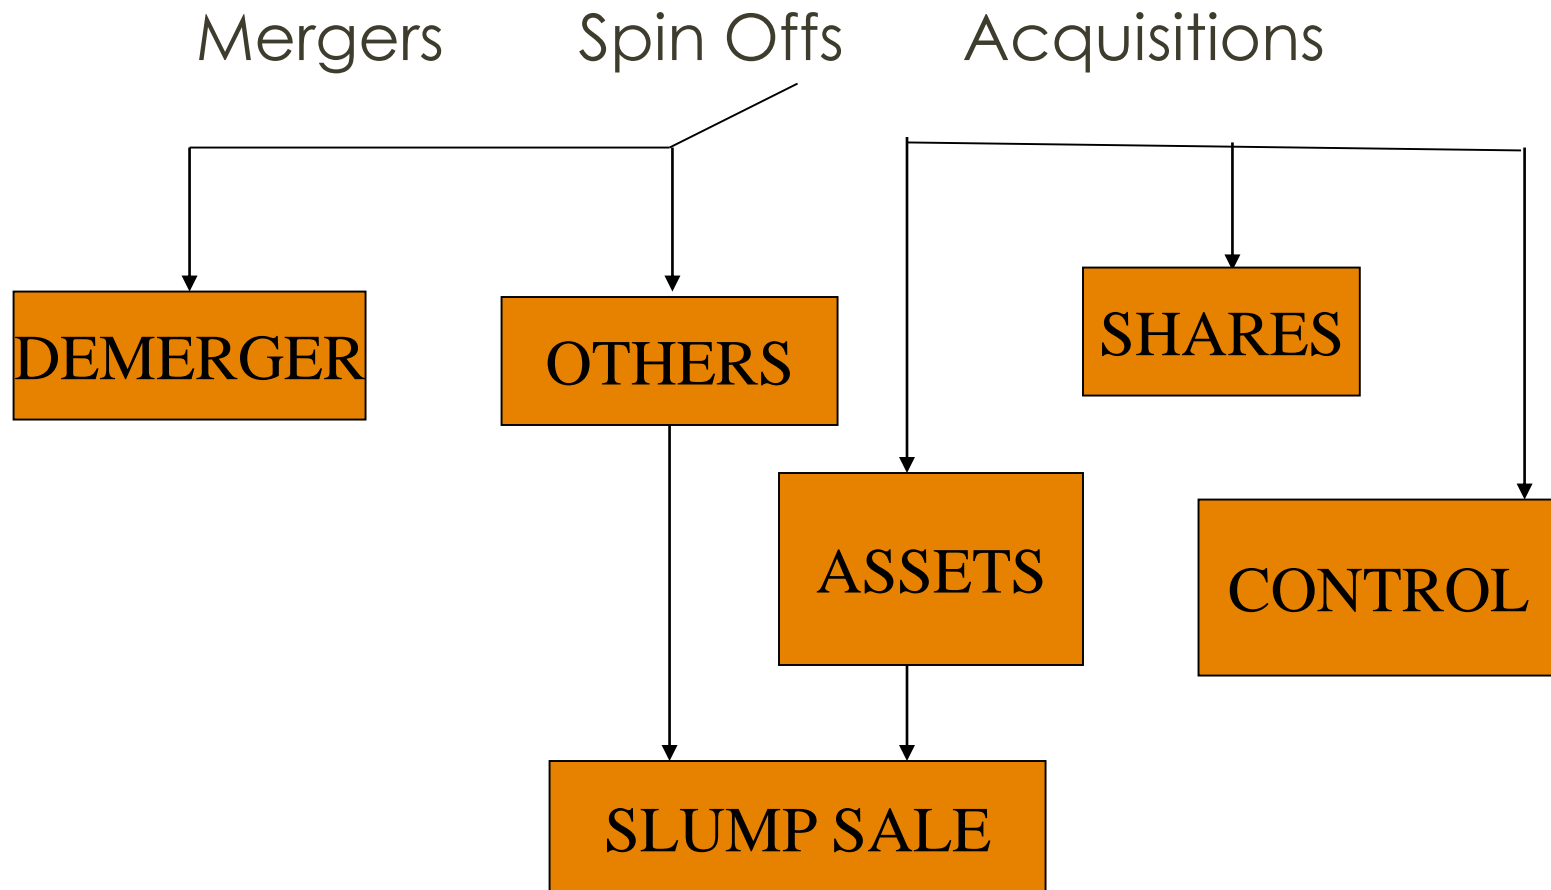 Mergers Spin Offs Acquisitions
DEMERGER
OTHERS
SHARES
ASSETS
CONTROL
SLUMP SALE